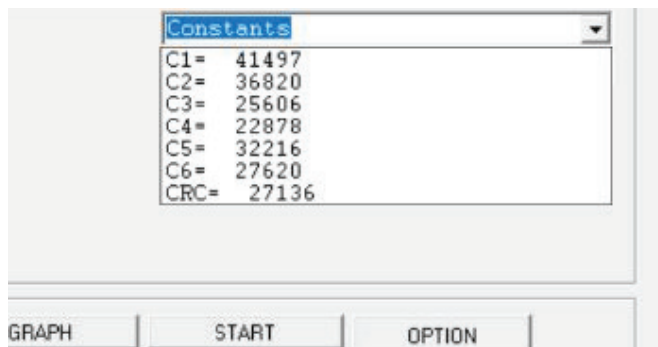 Constants
C1= 41497
C2= 36820
C3= 25606
C4= 22878
C5= 32216
C6= 27620
CRC= 27136
GRAPH START OPTION